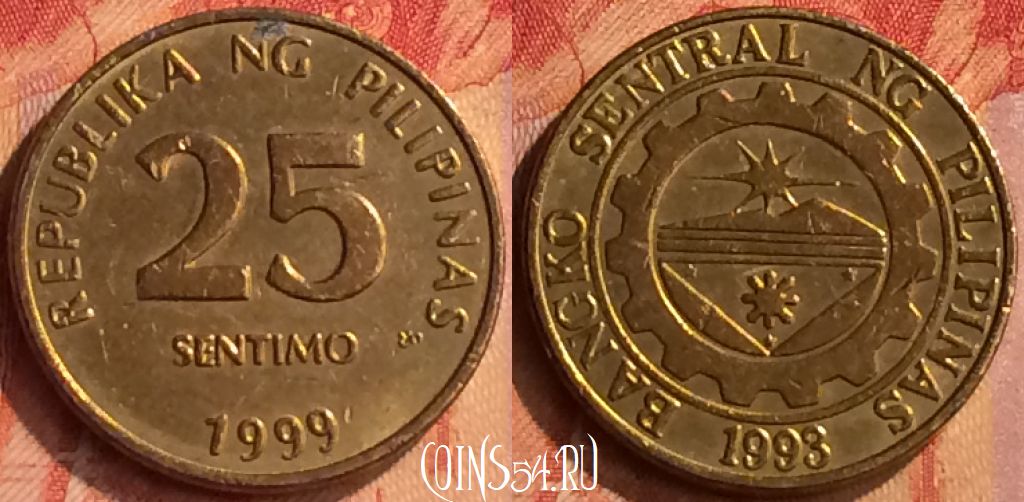 REPUBLIKA NG PILIPINAS
25
SENTIMO
1999
BANGKO SENTRAL NG PILIPINAS
1993
COINS54.RU